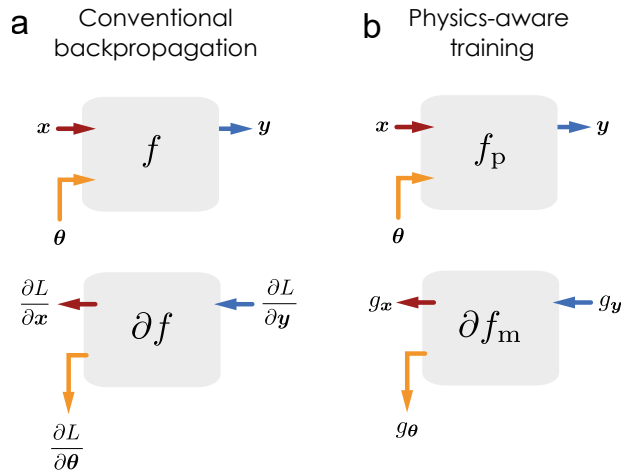 a Conventional backpropagation
b Physics-aware training
x f y
θ
x f_p y
θ
∂L/∂x ∂f ∂L/∂y
∂L/∂θ
g_x ∂f_m g_y
g_θ